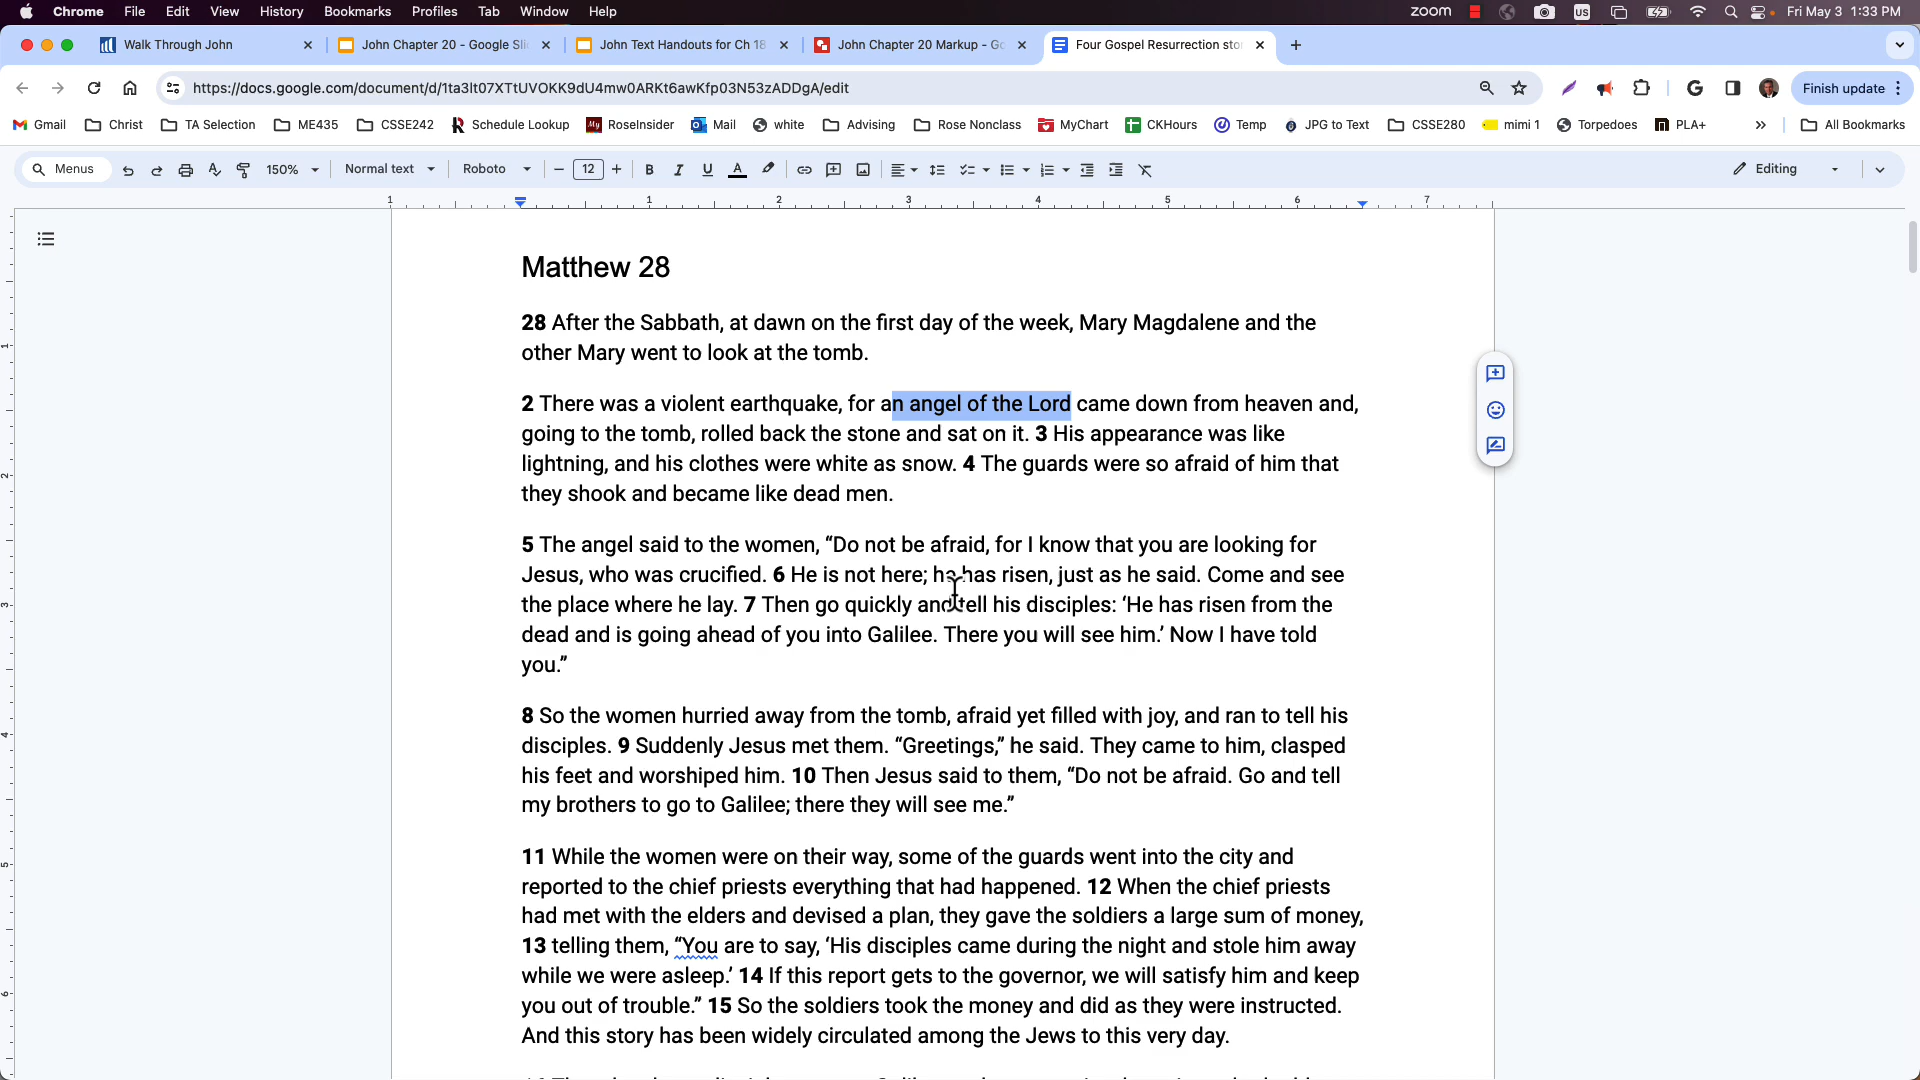 Chrome File Edit View History Bookmarks Profiles Tab Window Help zoom US Fri May 3 1:33 PM
Walk Through John John Chapter 20 - Google Sli John Text Handouts for Ch 18 John Chapter 20 Markup - Go Four Gospel Resurrection sto
https://docs.google.com/document/d/1ta3lt07XTtUVOKK9dU4mw0ARKt6awKfp03N53zADDgA/edit Finish update
Gmail Christ TA Selection ME435 CSSE242 Schedule Lookup RoseInsider Mail white Advising Rose Nonclass MyChart CKHours Temp JPG to Text CSSE280 mimi 1 Torpedoes PLA+ All Bookmarks
Menus 150% Normal text Roboto 12 Editing
1 1 2 3 4 5 6 7
Matthew 28
28 After the Sabbath, at dawn on the first day of the week, Mary Magdalene and the
other Mary went to look at the tomb.
2 There was a violent earthquake, for an angel of the Lord came down from heaven and,
going to the tomb, rolled back the stone and sat on it. 3 His appearance was like
lightning, and his clothes were white as snow. 4 The guards were so afraid of him that
they shook and became like dead men.
5 The angel said to the women, “Do not be afraid, for I know that you are looking for
Jesus, who was crucified. 6 He is not here; he has risen, just as he said. Come and see
the place where he lay. 7 Then go quickly and tell his disciples: ‘He has risen from the
dead and is going ahead of you into Galilee. There you will see him.’ Now I have told
you.”
8 So the women hurried away from the tomb, afraid yet filled with joy, and ran to tell his
disciples. 9 Suddenly Jesus met them. “Greetings,” he said. They came to him, clasped
his feet and worshiped him. 10 Then Jesus said to them, “Do not be afraid. Go and tell
my brothers to go to Galilee; there they will see me.”
11 While the women were on their way, some of the guards went into the city and
reported to the chief priests everything that had happened. 12 When the chief priests
had met with the elders and devised a plan, they gave the soldiers a large sum of money,
13 telling them, “You are to say, ‘His disciples came during the night and stole him away
while we were asleep.’ 14 If this report gets to the governor, we will satisfy him and keep
you out of trouble.” 15 So the soldiers took the money and did as they were instructed.
And this story has been widely circulated among the Jews to this very day.